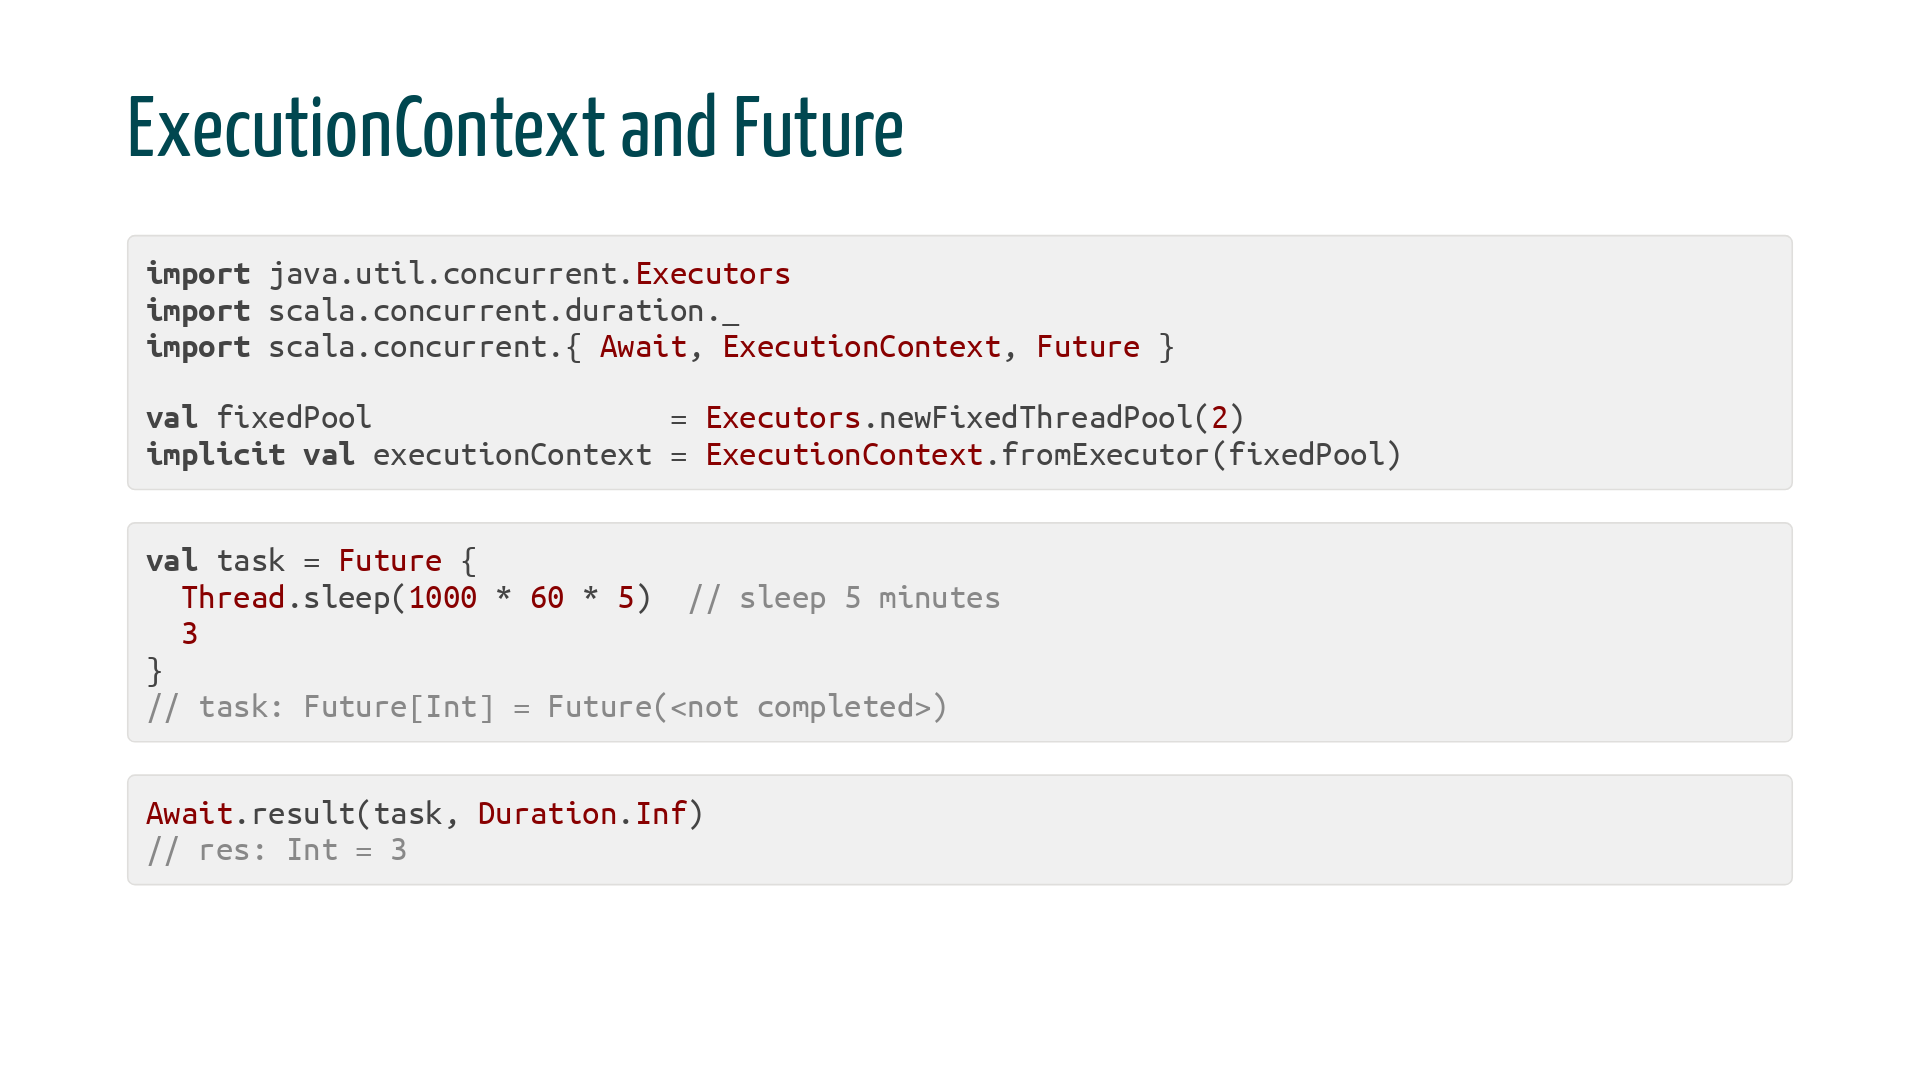 ExecutionContext and Future
import java.util.concurrent.Executors
import scala.concurrent.duration._
import scala.concurrent.{ Await, ExecutionContext, Future }
val fixedPool                 = Executors.newFixedThreadPool(2)
implicit val executionContext = ExecutionContext.fromExecutor(fixedPool)
val task = Future {
  Thread.sleep(1000 * 60 * 5)  // sleep 5 minutes
  3
}
// task: Future[Int] = Future(<not completed>)
Await.result(task, Duration.Inf)
// res: Int = 3